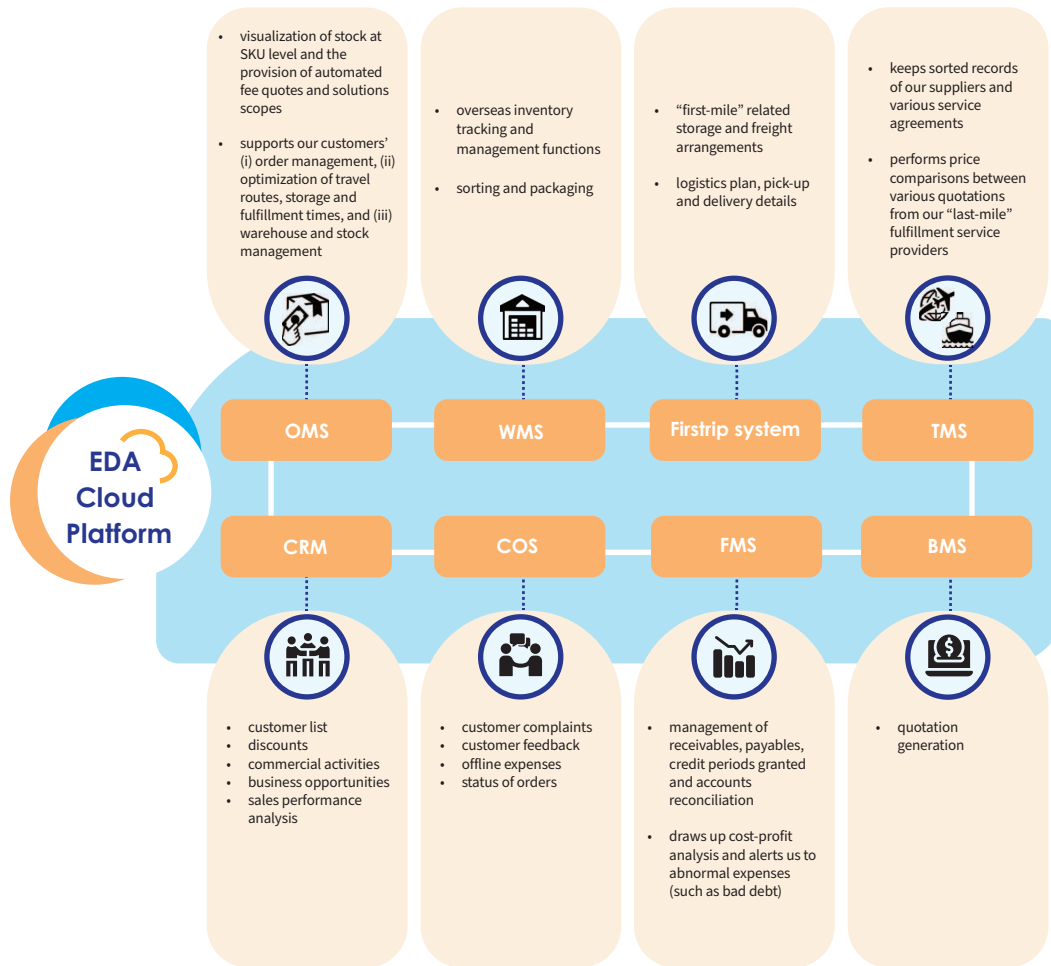 • visualization of stock at
SKU level and the
provision of automated
fee quotes and solutions
scopes
• supports our customers’
(i) order management, (ii)
optimization of travel
routes, storage and
fulfillment times, and (iii)
warehouse and stock
management
• overseas inventory
tracking and
management functions
• sorting and packaging
• “first-mile” related
storage and freight
arrangements
• logistics plan, pick-up
and delivery details
• keeps sorted records
of our suppliers and
various service
agreements
• performs price
comparisons between
various quotations
from our “last-mile”
fulfillment service
providers
EDA
Cloud
Platform
OMS
WMS
Firstrip system
TMS
CRM
COS
FMS
BMS
$
• customer list
• discounts
• commercial activities
• business opportunities
• sales performance
analysis
• customer complaints
• customer feedback
• offline expenses
• status of orders
• management of
receivables, payables,
credit periods granted
and accounts
reconciliation
• draws up cost-profit
analysis and alerts us to
abnormal expenses
(such as bad debt)
• quotation
generation